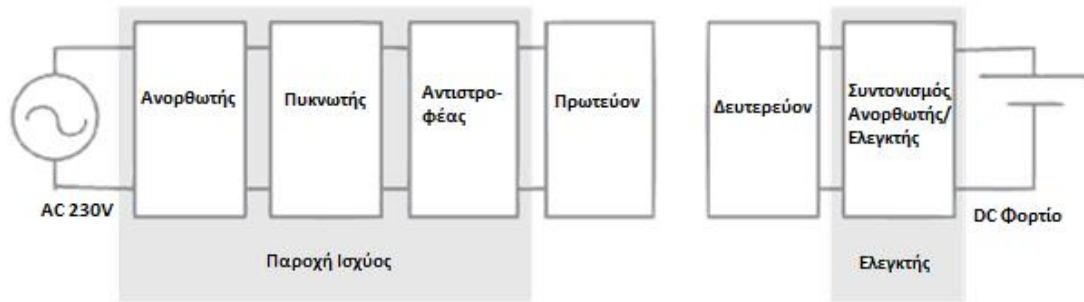 Ανορθωτής
Πυκνωτής
Αντιστρο-
φέας
Πρωτεύον
Δευτερεύον
Συντονισμός
Ανορθωτής/
Ελεγκτής
AC 230V
DC Φορτίο
Παροχή Ισχύος
Ελεγκτής